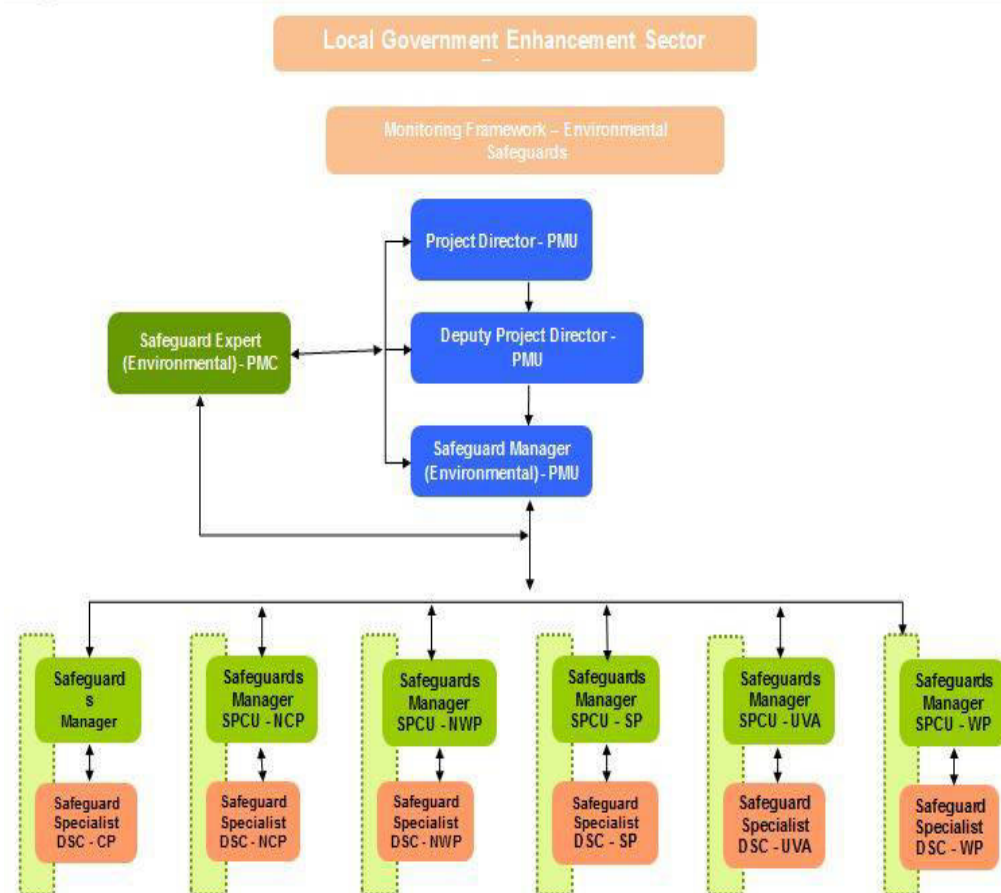 Local Government Enhancement Sector
Monitoring Framework – Environmental
Safeguards
Project Director - PMU
Safeguard Expert
(Environmental) - PMC
Deputy Project Director -
PMU
Safeguard Manager
(Environmental) - PMU
Safeguard
s
Manager
Safeguards
Manager
SPCU - NCP
Safeguards
Manager
SPCU - NWP
Safeguards
Manager
SPCU - SP
Safeguards
Manager
SPCU - UVA
Safeguards
Manager
SPCU - WP
Safeguard
Specialist
DSC - CP
Safeguard
Specialist
DSC - NCP
Safeguard
Specialist
DSC - NWP
Safeguard
Specialist
DSC - SP
Safeguard
Specialist
DSC - UVA
Safeguard
Specialist
DSC - WP